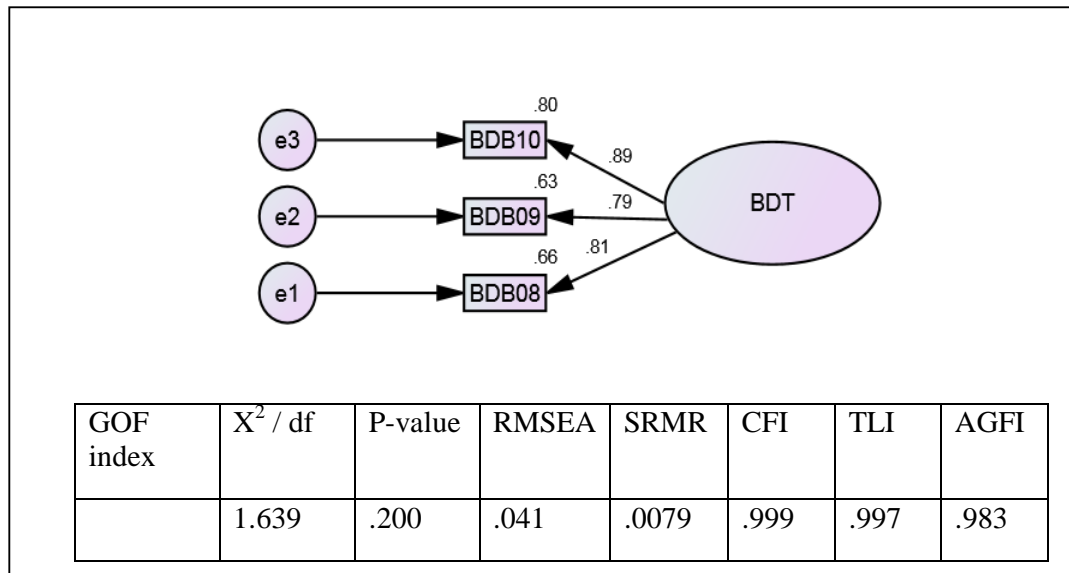 .80
e3 BDB10
.89
.63
e2 BDB09 .79 BDT
.66 .81
e1 BDB08
GOF index X² / df P-value RMSEA SRMR CFI TLI AGFI
1.639 .200 .041 .0079 .999 .997 .983